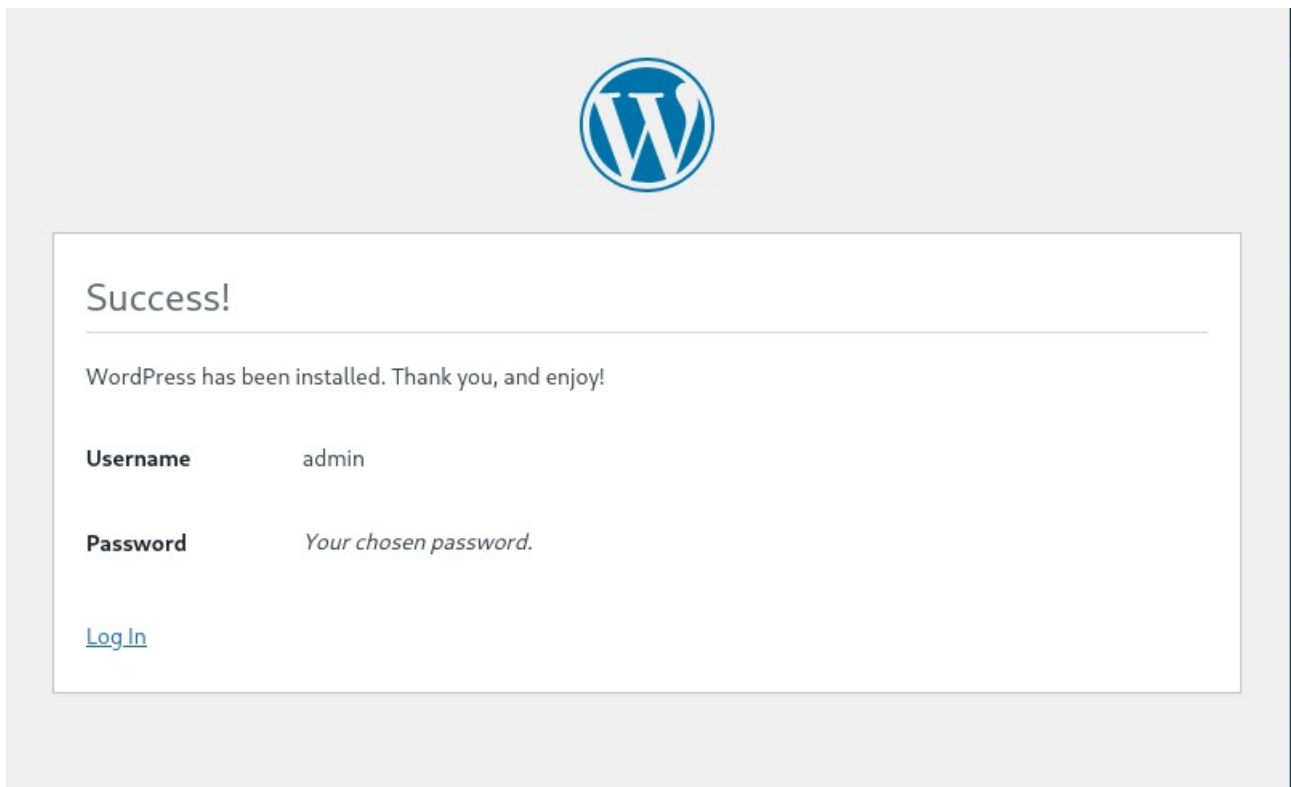 Success!
WordPress has been installed. Thank you, and enjoy!
Username admin
Password Your chosen password.
Log In